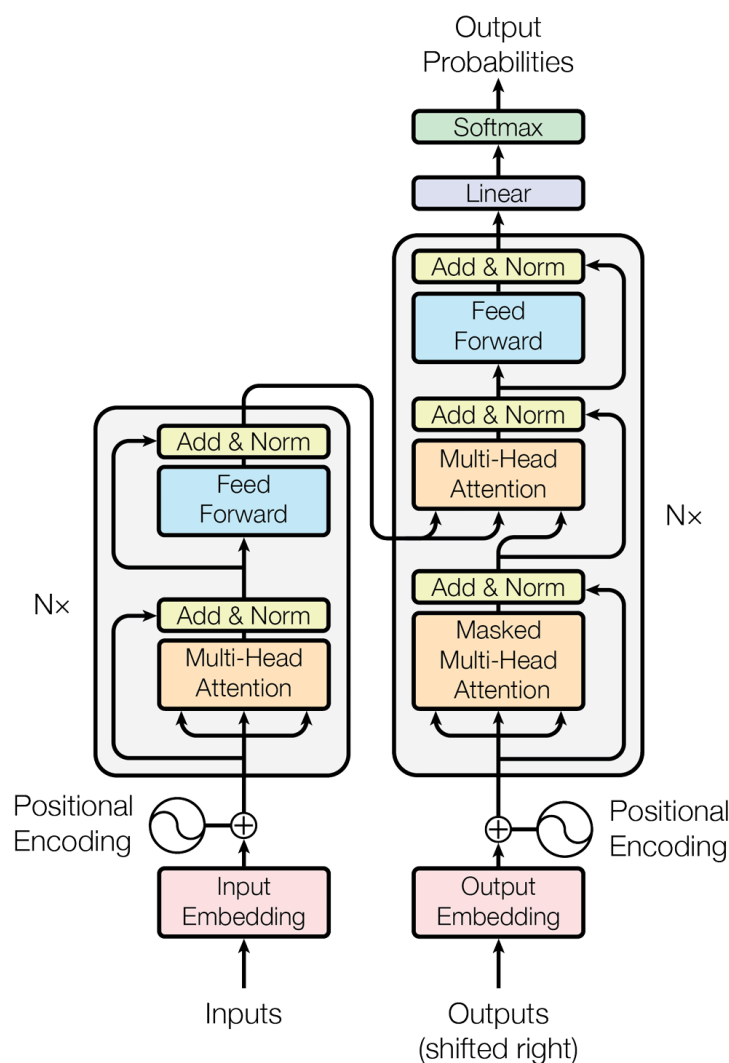 Output
Probabilities
Softmax
Linear
Add & Norm
Feed
Forward
Add & Norm
Multi-Head
Attention
Add & Norm
Masked
Multi-Head
Attention
N×
Add & Norm
Feed
Forward
Add & Norm
Multi-Head
Attention
N×
Positional
Encoding
Positional
Encoding
Input
Embedding
Output
Embedding
Inputs
Outputs
(shifted right)